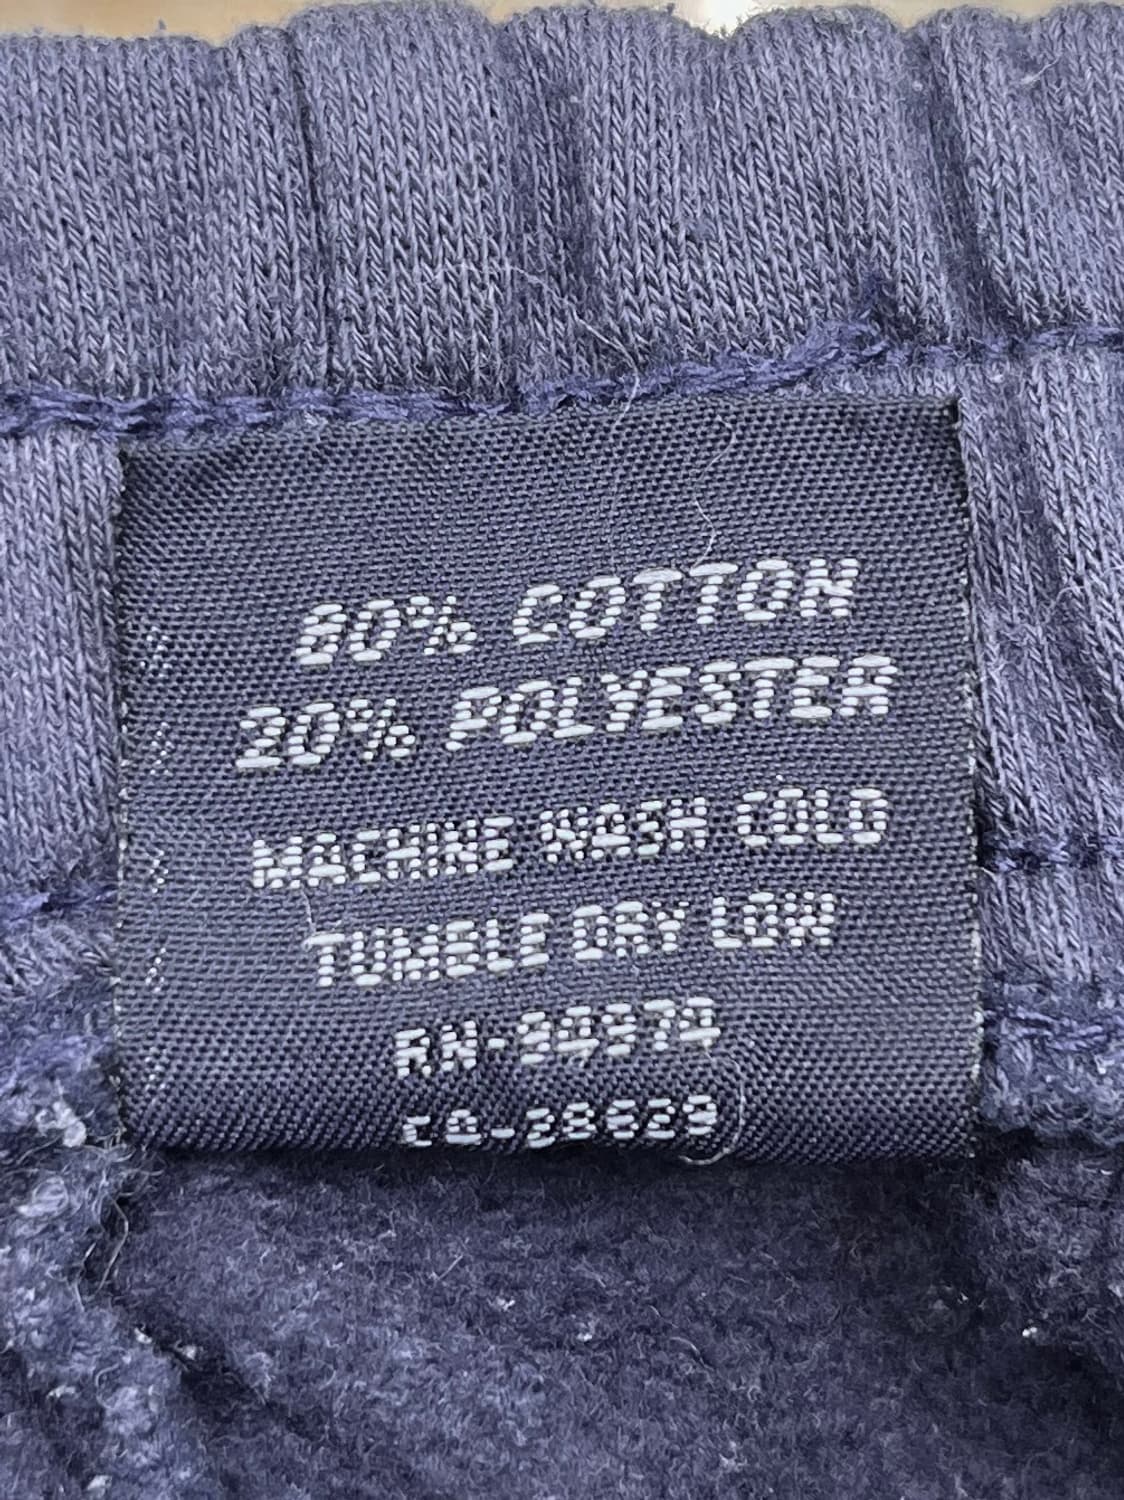 80% COTTON
20% POLYESTER
MACHINE WASH COLD
TUMBLE DRY LOW